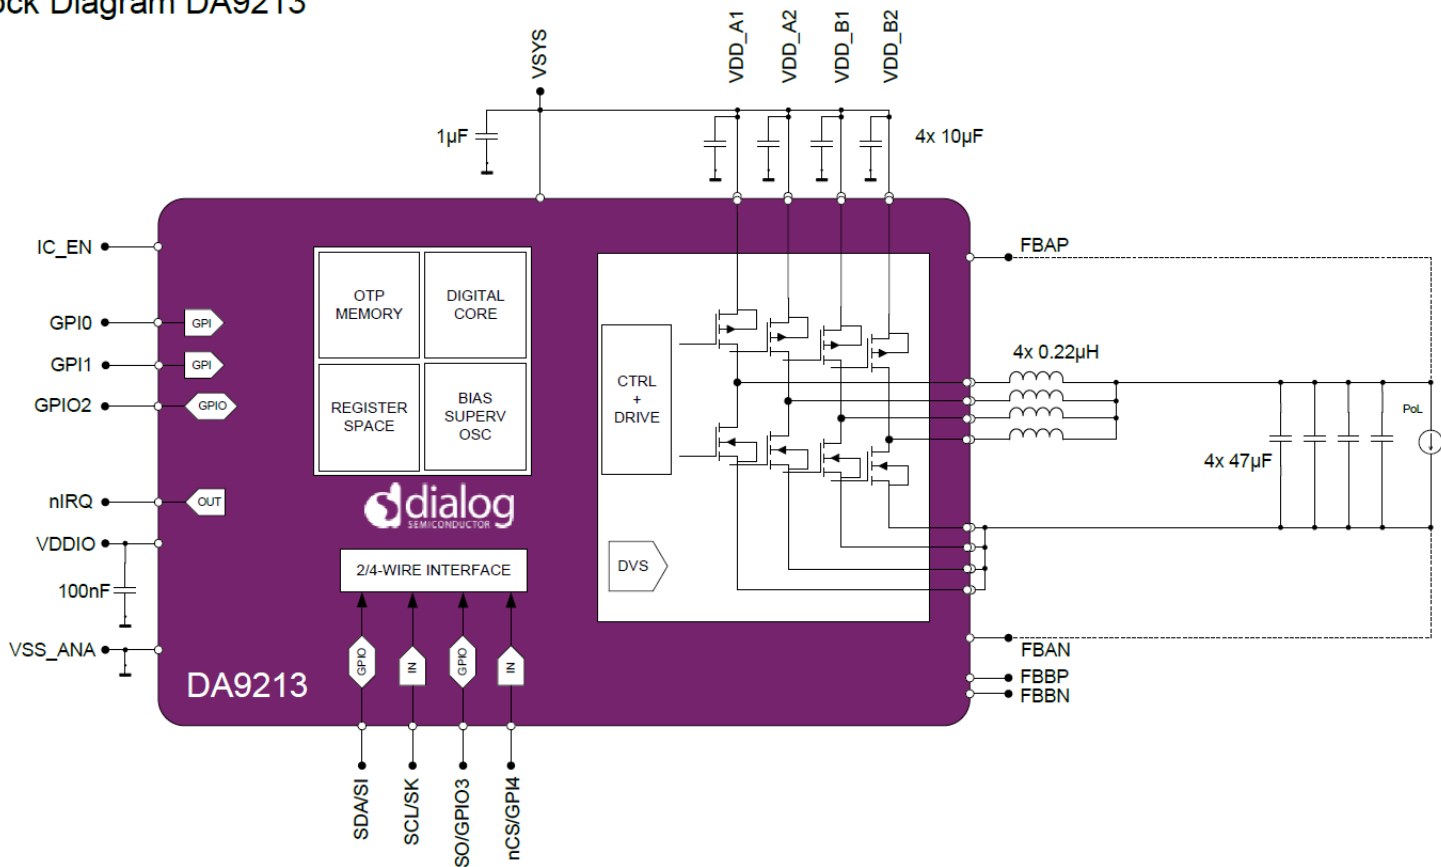 ock Diagram DA9213
VSYS
VDD_A1
VDD_A2
VDD_B1
VDD_B2
1µF
4x 10µF
IC_EN
GPI0
GPI
GPI1
GPI
GPIO2
GPIO
nIRQ
OUT
VDDIO
100nF
VSS_ANA
OTP
MEMORY
DIGITAL
CORE
REGISTER
SPACE
BIAS
SUPERV
OSC
dialog
SEMICONDUCTOR
2/4-WIRE INTERFACE
GPIO
IN
GPIO
IN
DA9213
SDA/SI
SCL/SK
SO/GPIO3
nCS/GPI4
CTRL
+
DRIVE
DVS
FBAP
4x 0.22µH
4x 47µF
PoL
FBAN
FBBP
FBBN